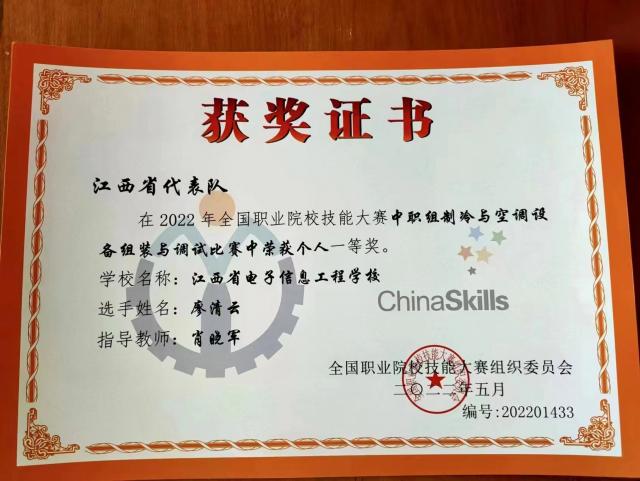 获奖证书
江西省代表队
在2022年全国职业院校技能大赛中职组制冷与空调设
备组装与调试比赛中荣获个人一等奖。
学校名称：江西省电子信息工程学校
选手姓名：廖清云
指导教师：肖晓军
ChinaSkills
全国职业院校技能大赛组织委员会
二〇二二年五月
编号:202201433